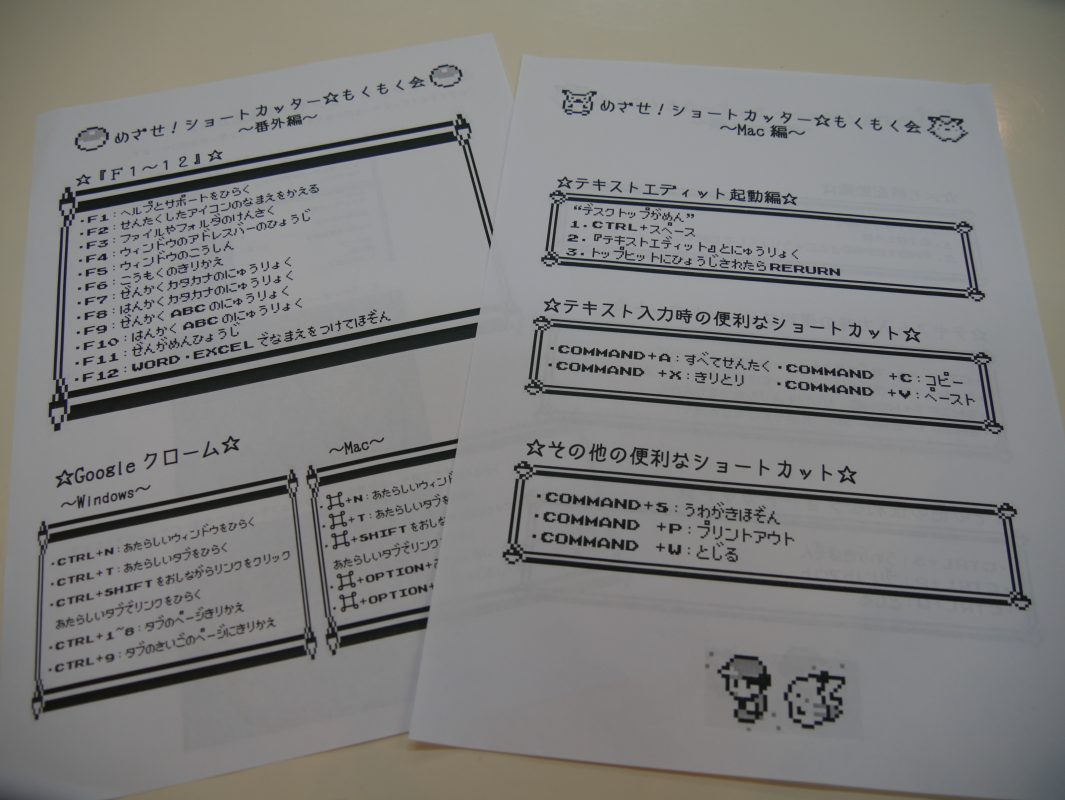 めざせ！ショートカッター☆もくもく会
～番外編～
☆『Ｆ１～１２』☆
・F1：ヘルプとサポートをひらく
・F2：せんたくしたアイコンのなまえをかえる
・F3：ファイルやフォルダのけんさく
・F4：ウィンドウのアドレスバーのひょうじ
・F5：ウィンドウのこうしん
・F6：こうもくのきりかえ
・F7：ぜんかくカタカナのにゅうりょく
・F8：はんかくカタカナのにゅうりょく
・F9：ぜんかくABCのにゅうりょく
・F10：はんかくABCのにゅうりょく
・F11：ぜんがめんひょうじ
・F12：WORD・EXCELでなまえをつけてほぞん
☆Googleクローム☆
～Windows～
・CTRL+N：あたらしいウィンドウをひらく
・CTRL+T：あたらしいタブをひらく
・CTRL+SHIFTをおしながらリンクをクリック
あたらしいタブでリンクをひらく
・CTRL+1~8：タブのページきりかえ
・CTRL+9：タブのさいごのページにきりかえ
～Mac～
・⌘+N：あたらしいウィン
・⌘+T：あたらしいタブを
・⌘+SHIFTをおしな
あたらしいタブでリンク
・⌘+OPTION+
・⌘+OPTION+
めざせ！ショートカッター☆もくもく会
～Mac編～
☆テキストエディット起動編☆
“デスクトップがめん”
1．CTRL+スペース
2．『テキストエディット』とにゅうりょく
3．トップヒットにひょうじされたらRERURN
☆テキスト入力時の便利なショートカット☆
・COMMAND+A：すべてせんたく ・COMMAND +C：コピー
・COMMAND +X：きりとり ・COMMAND +V：ペースト
☆その他の便利なショートカット☆
・COMMAND+S：うわがきほぞん
・COMMAND +P：プリントアウト
・COMMAND +W：とじる